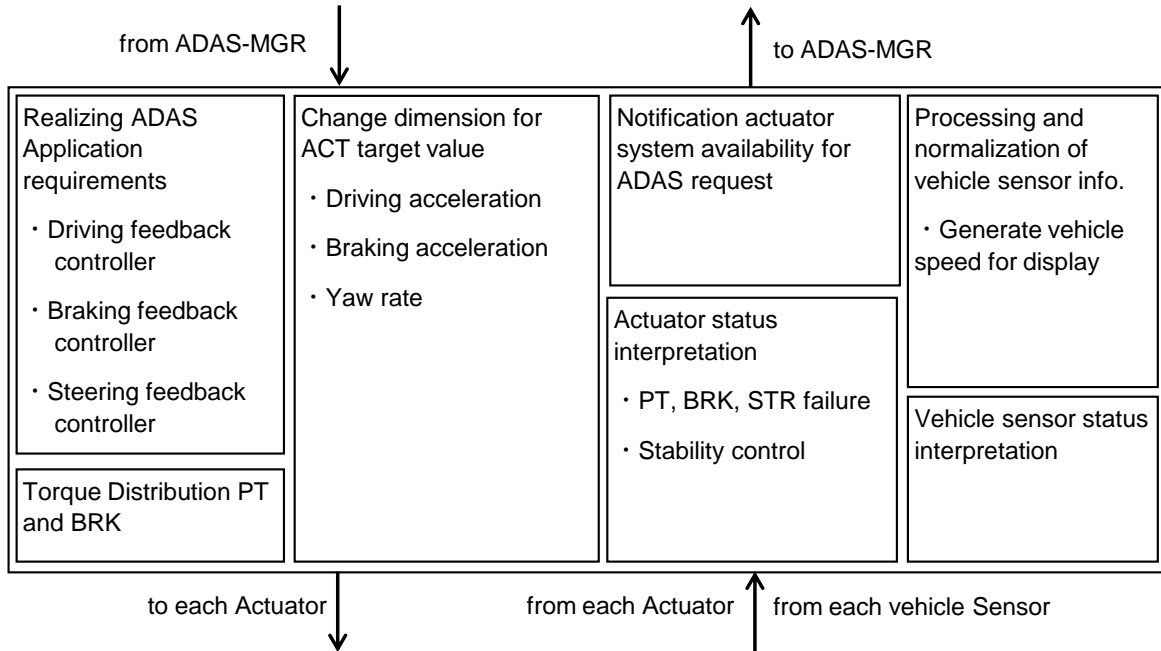 from ADAS-MGR
to ADAS-MGR
Realizing ADAS
Application
requirements
・Driving feedback
controller
・Braking feedback
controller
・Steering feedback
controller
Torque Distribution PT
and BRK
Change dimension for
ACT target value
・Driving acceleration
・Braking acceleration
・Yaw rate
Notification actuator
system availability for
ADAS request
Actuator status
interpretation
・PT, BRK, STR failure
・Stability control
Processing and
normalization of
vehicle sensor info.
・Generate vehicle
speed for display
Vehicle sensor status
interpretation
to each Actuator
from each Actuator
from each vehicle Sensor